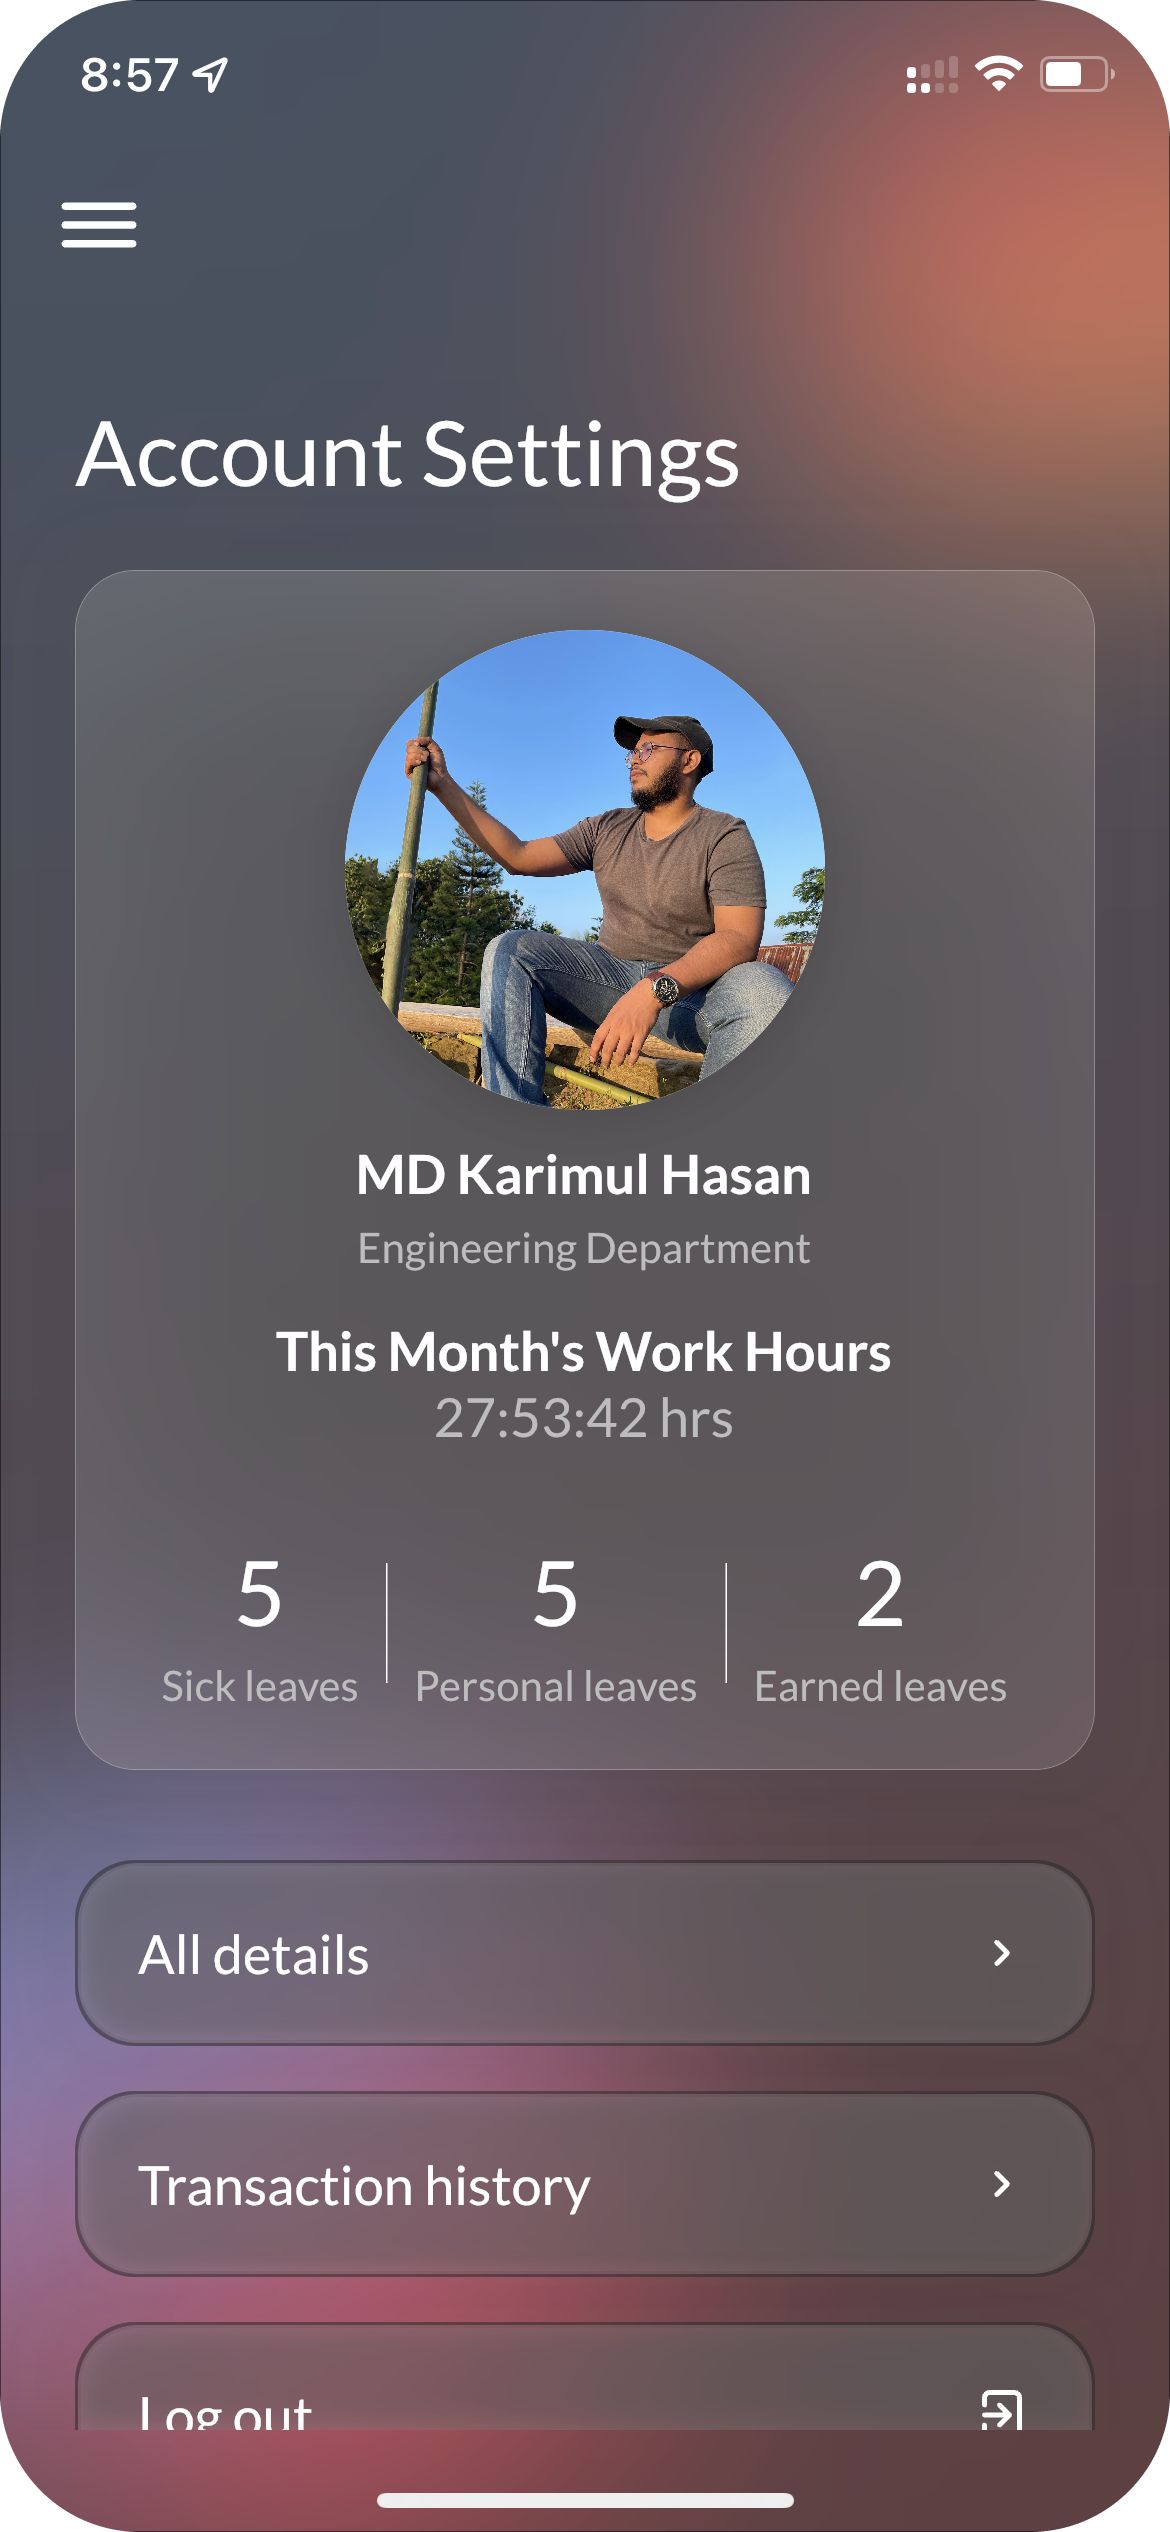 8:57
Account Settings
MD Karimul Hasan
Engineering Department
This Month's Work Hours
27:53:42 hrs
5 5 2
Sick leaves Personal leaves Earned leaves
All details
Transaction history
Log out